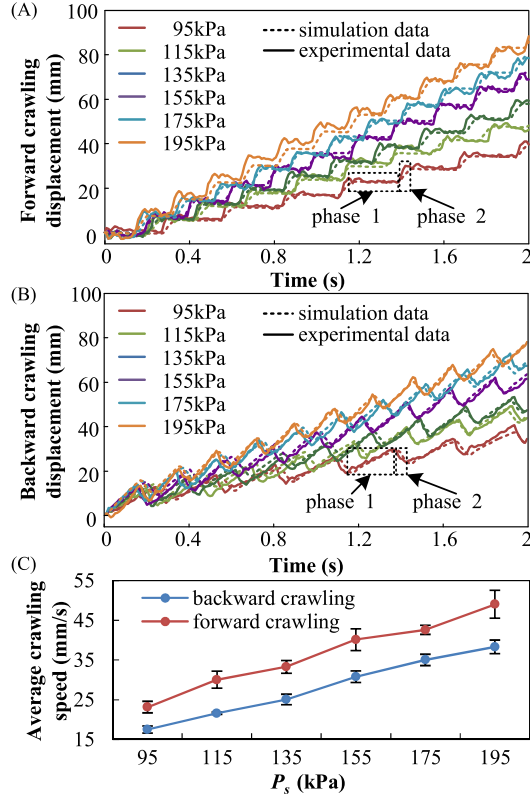 (A)
100
80
60
40
20
0
Forward crawling
displacement (mm)
95kPa
115kPa
135kPa
155kPa
175kPa
195kPa
simulation data
experimental data
phase 1
phase 2
0
0.4
0.8
1.2
1.6
2
Time (s)
(B)
100
80
60
40
20
0
Backward crawling
displacement (mm)
95kPa
115kPa
135kPa
155kPa
175kPa
195kPa
simulation data
experimental data
phase 1
phase 2
0
0.4
0.8
1.2
1.6
2
Time (s)
(C)
55
45
35
25
15
Average crawling
speed (mm/s)
backward crawling
forward crawling
95
115
135
155
175
195
Ps (kPa)